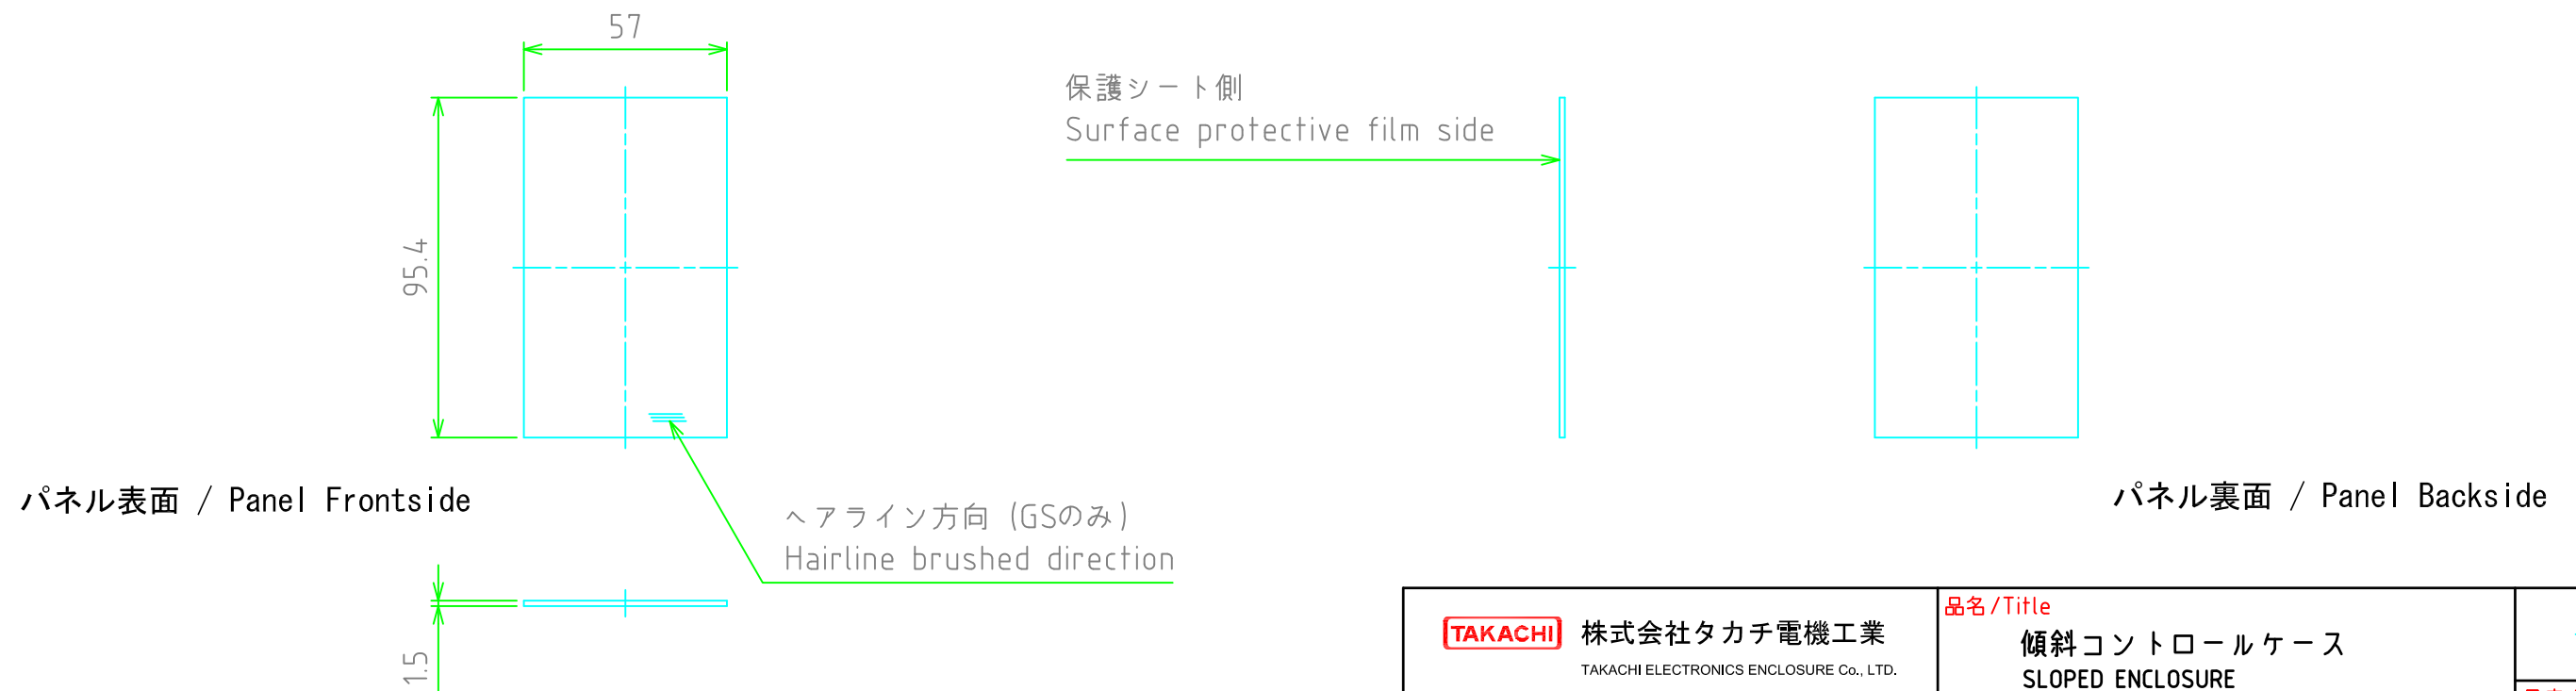 57
保護シート側
Surface protective film side
95.4
パネル表面 / Panel Frontside
パネル裏面 / Panel Backside
ヘアライン方向 (GSのみ)
Hairline brushed direction
1.5
TAKACHI
株式会社タカチ電機工業
TAKACHI ELECTRONICS ENCLOSURE Co., LTD.
品名/Title
傾斜コントロールケース
SLOPED ENCLOSURE